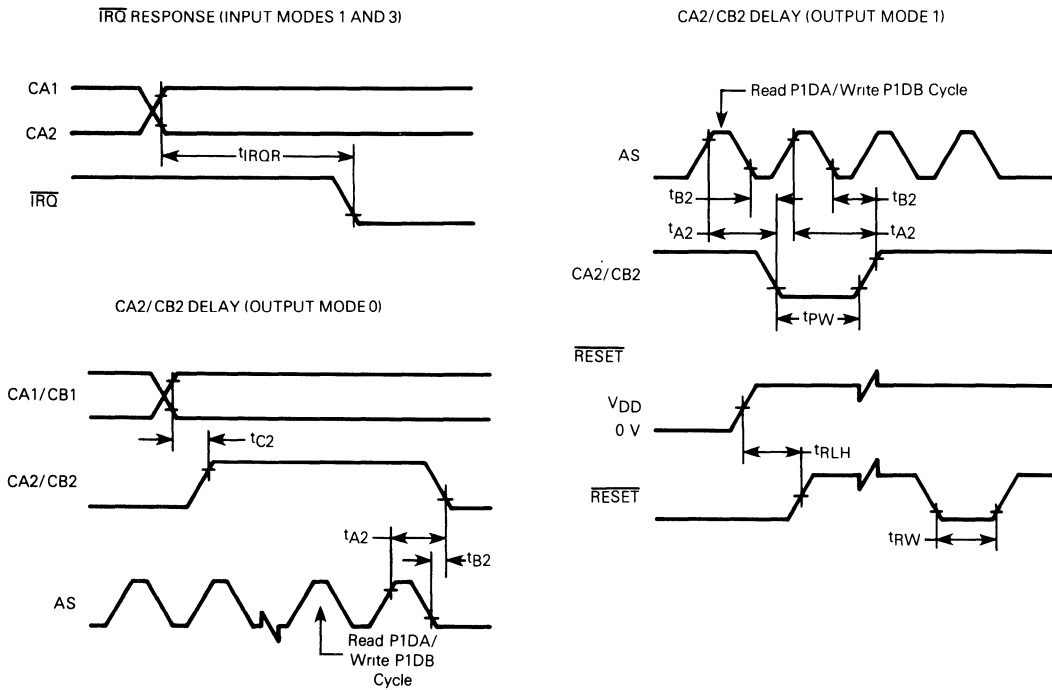 IRQ RESPONSE (INPUT MODES 1 AND 3)
CA1
CA2
tIRQR
IRQ
CA2/CB2 DELAY (OUTPUT MODE 0)
CA1/CB1
tC2
CA2/CB2
tA2
tB2
AS
Read P1DA/
Write P1DB
Cycle
CA2/CB2 DELAY (OUTPUT MODE 1)
Read P1DA/Write P1DB Cycle
AS
tB2
tB2
tA2
tA2
CA2/CB2
tPW
RESET
VDD
0 V
tRLH
RESET
tRW